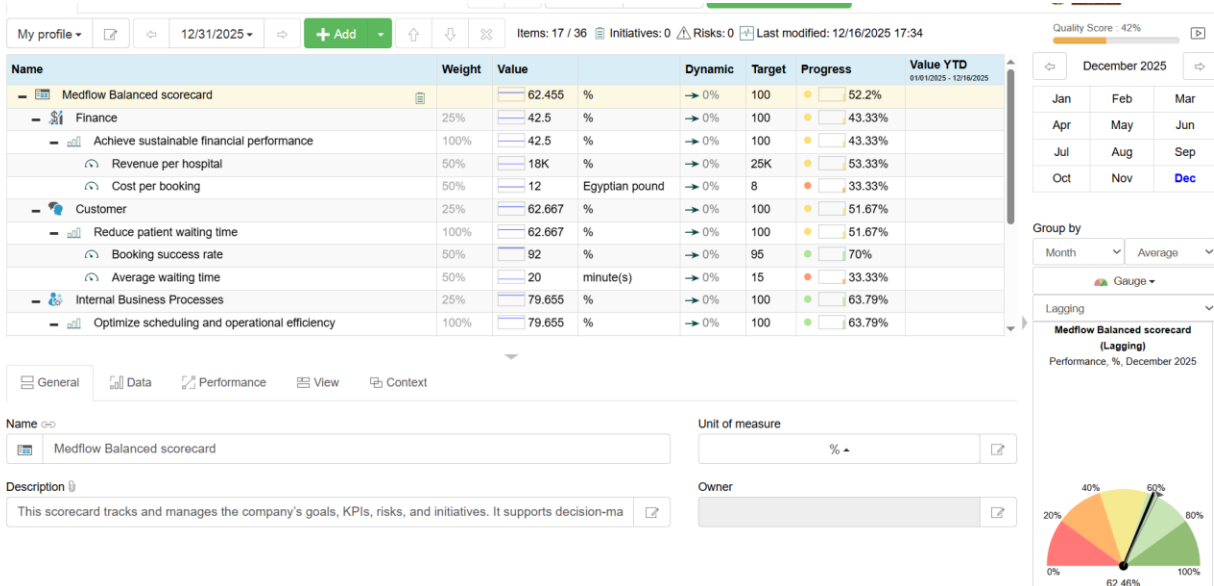 My profile 12/31/2025 + Add Items: 17 / 36 Initiatives: 0 Risks: 0 Last modified: 12/16/2025 17:34
Quality Score : 42%
Name Weight Value Dynamic Target Progress Value YTD
01/01/2025 - 12/16/2025
Medflow Balanced scorecard 62.455 % 0% 100 52.2%
Finance 25% 42.5 % 0% 100 43.33%
Achieve sustainable financial performance 100% 42.5 % 0% 100 43.33%
Revenue per hospital 50% 18K % 0% 25K 53.33%
Cost per booking 50% 12 Egyptian pound 0% 8 33.33%
Customer 25% 62.667 % 0% 100 51.67%
Reduce patient waiting time 100% 62.667 % 0% 100 51.67%
Booking success rate 50% 92 % 0% 95 70%
Average waiting time 50% 20 minute(s) 0% 15 33.33%
Internal Business Processes 25% 79.655 % 0% 100 63.79%
Optimize scheduling and operational efficiency 100% 79.655 % 0% 100 63.79%
General Data Performance View Context
Name
Medflow Balanced scorecard
Unit of measure
%
Description
This scorecard tracks and manages the company's goals, KPIs, risks, and initiatives. It supports decision-ma
Owner
December 2025
Jan Feb Mar
Apr May Jun
Jul Aug Sep
Oct Nov Dec
Group by
Month Average
Gauge
Lagging
Medflow Balanced scorecard
(Lagging)
Performance, %, December 2025
40% 60%
20% 80%
0% 100%
62.46%